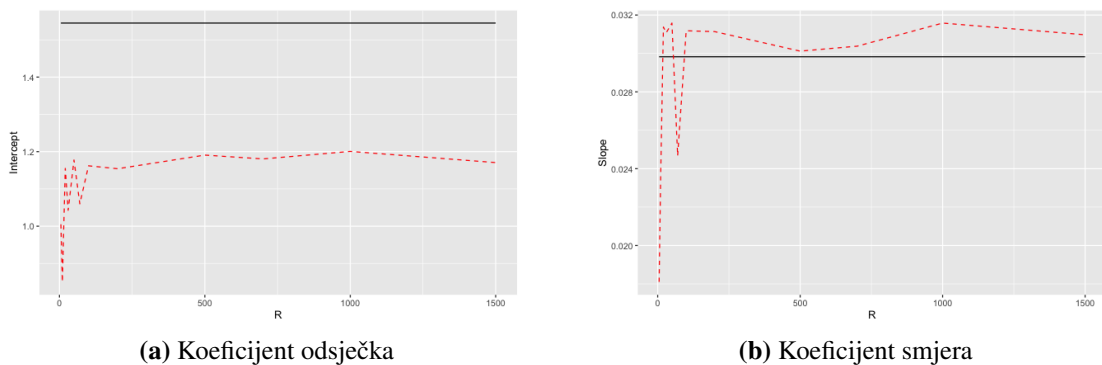 1.4
1.2
1.0
Intercept
0
500
1000
1500
R
(a) Koeficijent odsječka
0.032
0.028
0.024
0.020
Slope
0
500
1000
1500
R
(b) Koeficijent smjera